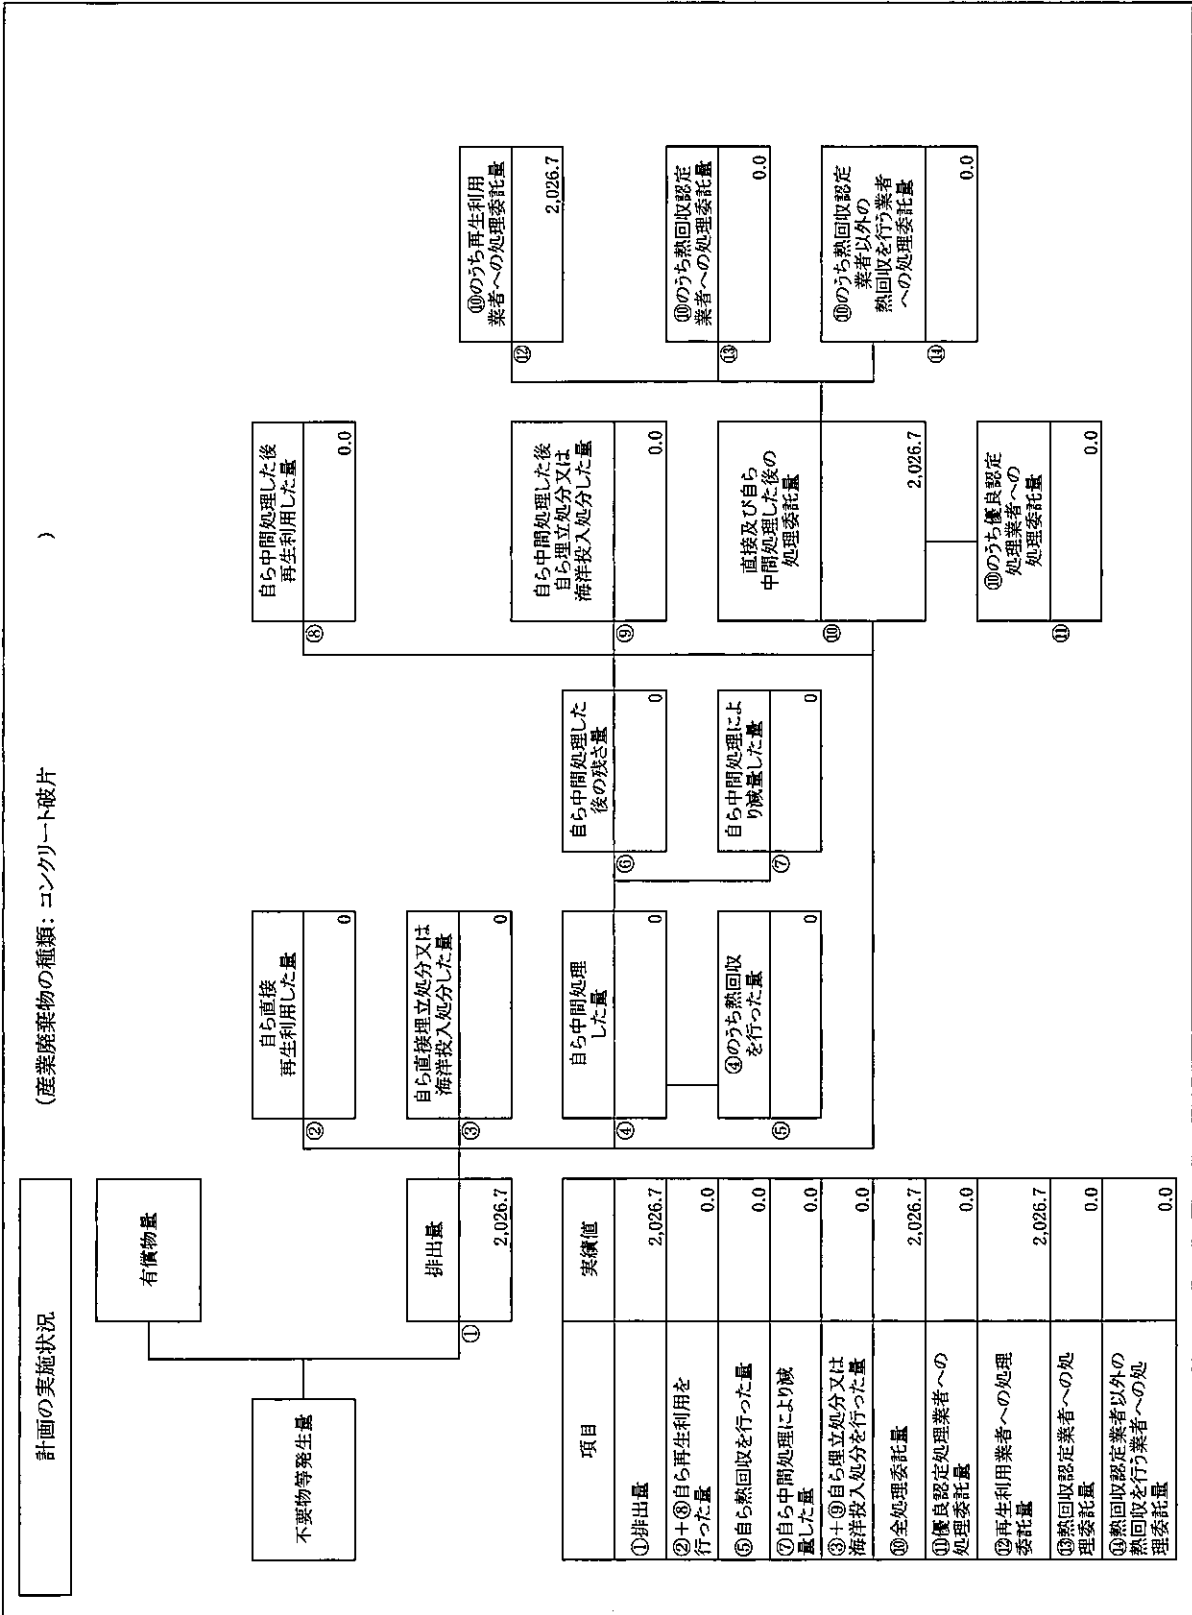 計画の実施状況
(産業廃棄物の種類: コンクリート破片 )
不要物等発生量
有償物量
①
排出量
2,026.7
②
自ら直接
再生利用した量
0
③
自ら直接埋立処分又は
海洋投入処分した量
0
④
自ら中間処理
した量
0
⑤
④のうち熱回収
を行った量
0
⑥
自ら中間処理した
後の残さ量
0
⑦
自ら中間処理によ
り減量した量
0
⑧
自ら中間処理した後
再生利用した量
0.0
⑨
自ら中間処理した後
自ら埋立処分又は
海洋投入処分した量
0.0
⑩
直接及び自ら
中間処理した後の
処理委託量
2,026.7
⑪
⑩のうち優良認定
処理業者への
処理委託量
0.0
⑫
⑩のうち再生利用
業者への処理委託量
2,026.7
⑬
⑩のうち熱回収認定
業者への処理委託量
0.0
⑭
⑩のうち熱回収認定
業者以外の
熱回収を行う業者
への処理委託量
0.0
項目 実績値
①排出量 2,026.7
②+⑧自ら再生利用を
行った量 0.0
⑤自ら熱回収を行った量 0.0
⑦自ら中間処理により減
量した量 0.0
③+⑨自ら埋立処分又は
海洋投入処分を行った量 0.0
⑩全処理委託量 2,026.7
⑪優良認定処理業者への
処理委託量 0.0
⑫再生利用業者への処理
委託量 2,026.7
⑬熱回収認定業者への処
理委託量 0.0
⑭熱回収認定業者以外の
熱回収を行う業者への処
理委託量 0.0